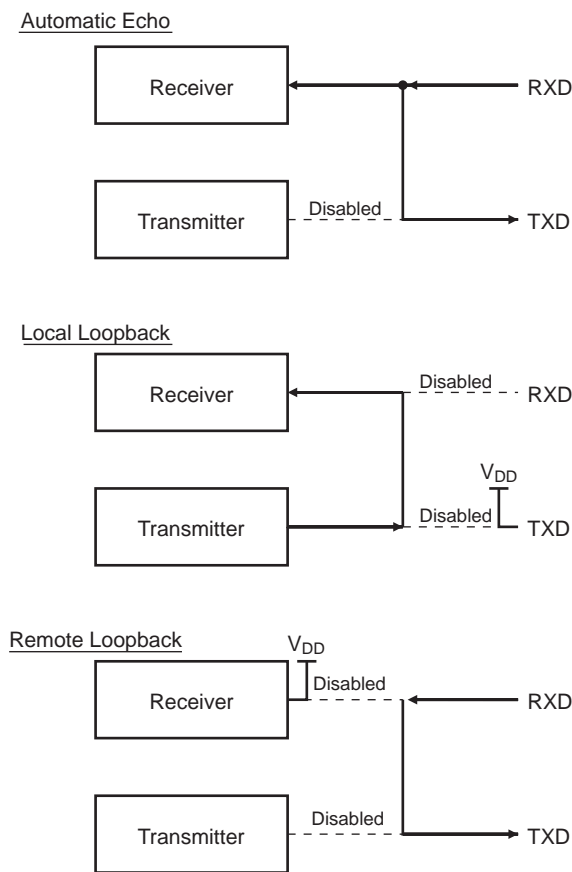 Automatic Echo
Receiver
RXD
Transmitter
Disabled
TXD
Local Loopback
Receiver
Disabled
RXD
VDD
Transmitter
Disabled
TXD
Remote Loopback
VDD
Receiver
Disabled
RXD
Transmitter
Disabled
TXD